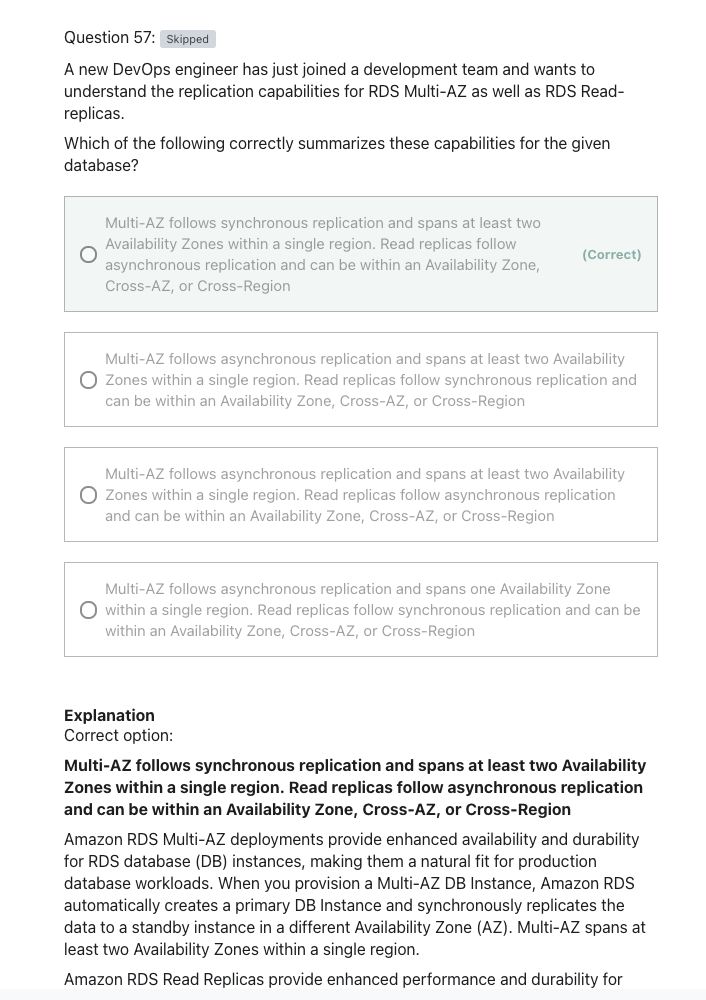 Question 57: Skipped
A new DevOps engineer has just joined a development team and wants to
understand the replication capabilities for RDS Multi-AZ as well as RDS Read-
replicas.
Which of the following correctly summarizes these capabilities for the given
database?
Multi-AZ follows synchronous replication and spans at least two
Availability Zones within a single region. Read replicas follow
asynchronous replication and can be within an Availability Zone,
Cross-AZ, or Cross-Region
(Correct)
Multi-AZ follows asynchronous replication and spans at least two Availability
Zones within a single region. Read replicas follow synchronous replication and
can be within an Availability Zone, Cross-AZ, or Cross-Region
Multi-AZ follows asynchronous replication and spans at least two Availability
Zones within a single region. Read replicas follow asynchronous replication
and can be within an Availability Zone, Cross-AZ, or Cross-Region
Multi-AZ follows asynchronous replication and spans one Availability Zone
within a single region. Read replicas follow synchronous replication and can be
within an Availability Zone, Cross-AZ, or Cross-Region
Explanation
Correct option:
Multi-AZ follows synchronous replication and spans at least two Availability
Zones within a single region. Read replicas follow asynchronous replication
and can be within an Availability Zone, Cross-AZ, or Cross-Region
Amazon RDS Multi-AZ deployments provide enhanced availability and durability
for RDS database (DB) instances, making them a natural fit for production
database workloads. When you provision a Multi-AZ DB Instance, Amazon RDS
automatically creates a primary DB Instance and synchronously replicates the
data to a standby instance in a different Availability Zone (AZ). Multi-AZ spans at
least two Availability Zones within a single region.
Amazon RDS Read Replicas provide enhanced performance and durability for